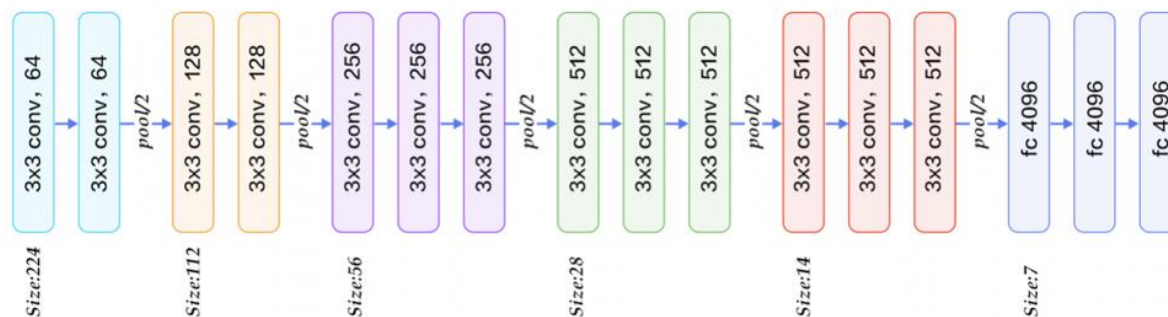 3x3 conv, 64
3x3 conv, 64
pool/2
3x3 conv, 128
3x3 conv, 128
pool/2
3x3 conv, 256
3x3 conv, 256
3x3 conv, 256
pool/2
3x3 conv, 512
3x3 conv, 512
3x3 conv, 512
pool/2
3x3 conv, 512
3x3 conv, 512
3x3 conv, 512
pool/2
fc 4096
fc 4096
fc 4096
Size:224
Size:112
Size:56
Size:28
Size:14
Size:7